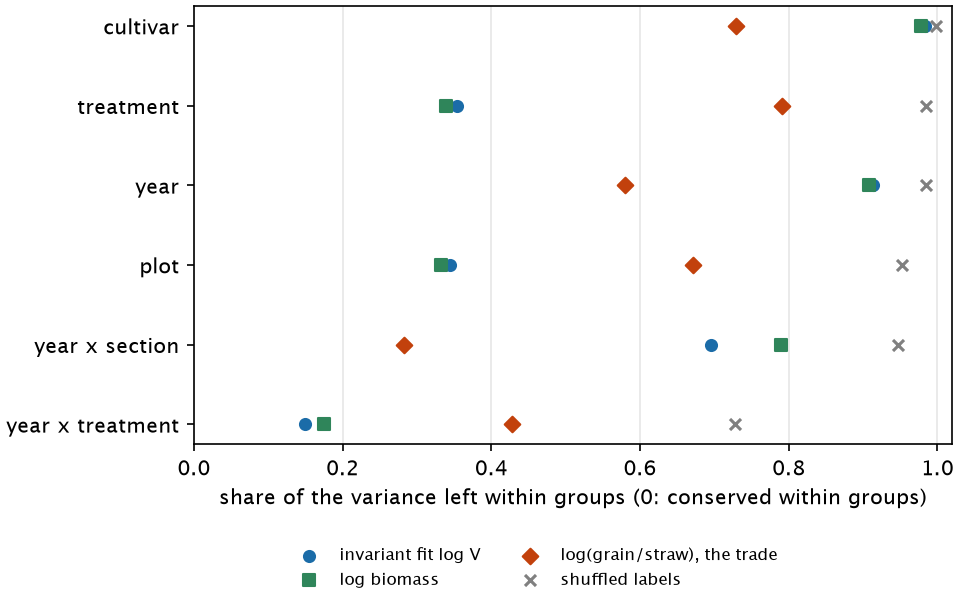 cultivar
treatment
year
plot
year x section
year x treatment
0.0 0.2 0.4 0.6 0.8 1.0
share of the variance left within groups (0: conserved within groups)
invariant fit log V
log(grain/straw), the trade
log biomass
shuffled labels